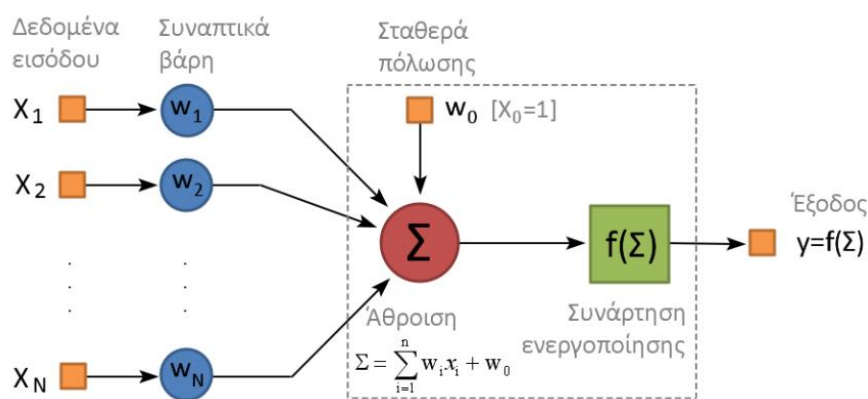 Δεδομένα
εισόδου
Συναπτικά
βάρη
Σταθερά
πόλωσης
X1
w1
w0 [X0=1]
X2
w2
Σ
f(Σ)
Έξοδος
y=f(Σ)
. .
. .
. .
Άθροιση
Σ = n∑i=1 wixi + w0
Συνάρτηση
ενεργοποίησης
XN
wN